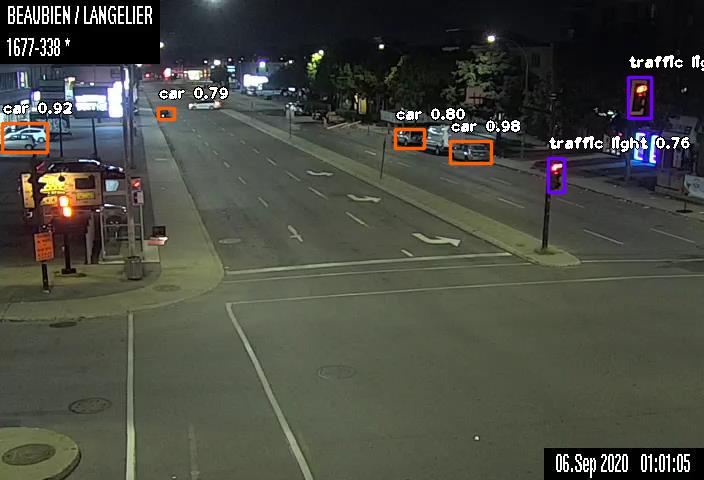 BEAUBIEN / LANGELIER
1677-338 *
car 0.92
car 0.79
car 0.80
car 0.98
traffic lig
traffic light 0.76
06.Sep 2020 01:01:05